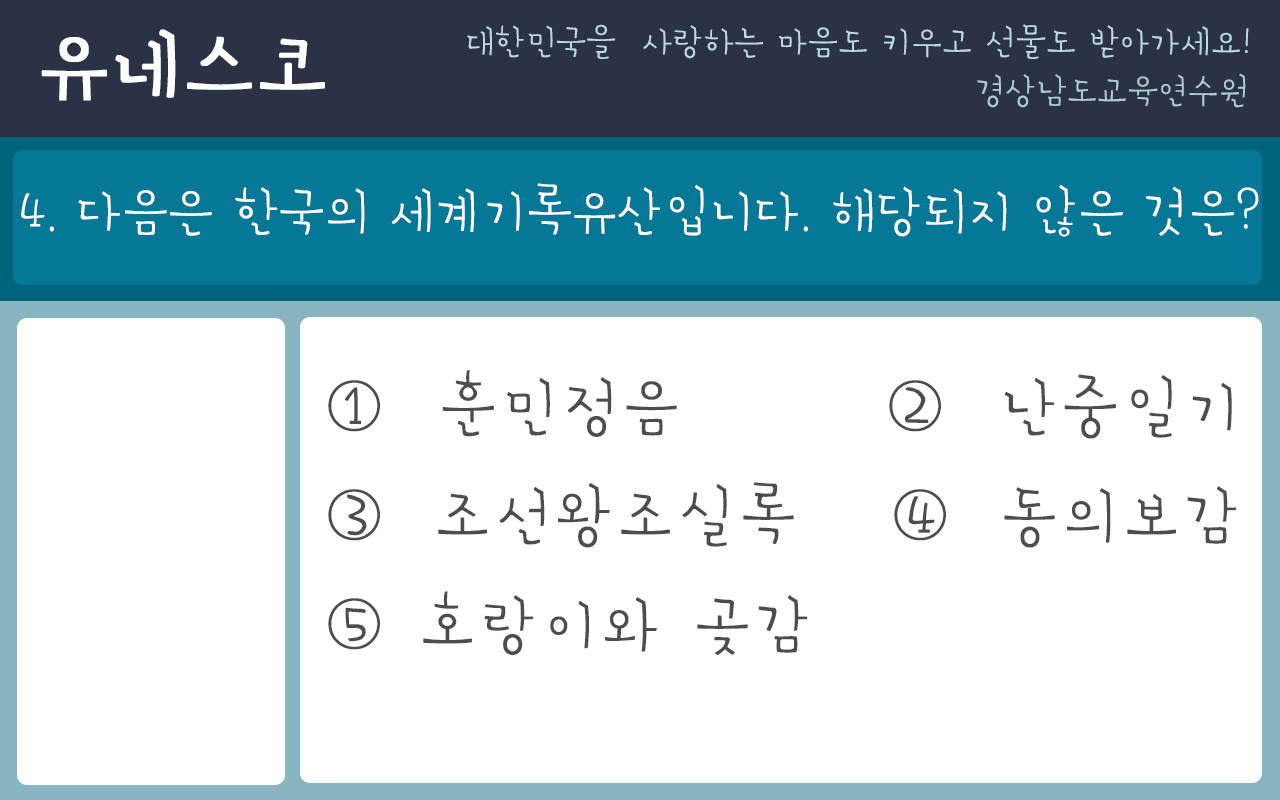 유네스코
대한민국을 사랑하는 마음도 키우고 선물도 받아가세요!
경상남도교육연수원
4. 다음은 한국의 세계기록유산입니다. 해당되지 않은 것은?
① 훈민정음 ② 난중일기
③ 조선왕조실록 ④ 동의보감
⑤ 호랑이와 곶감